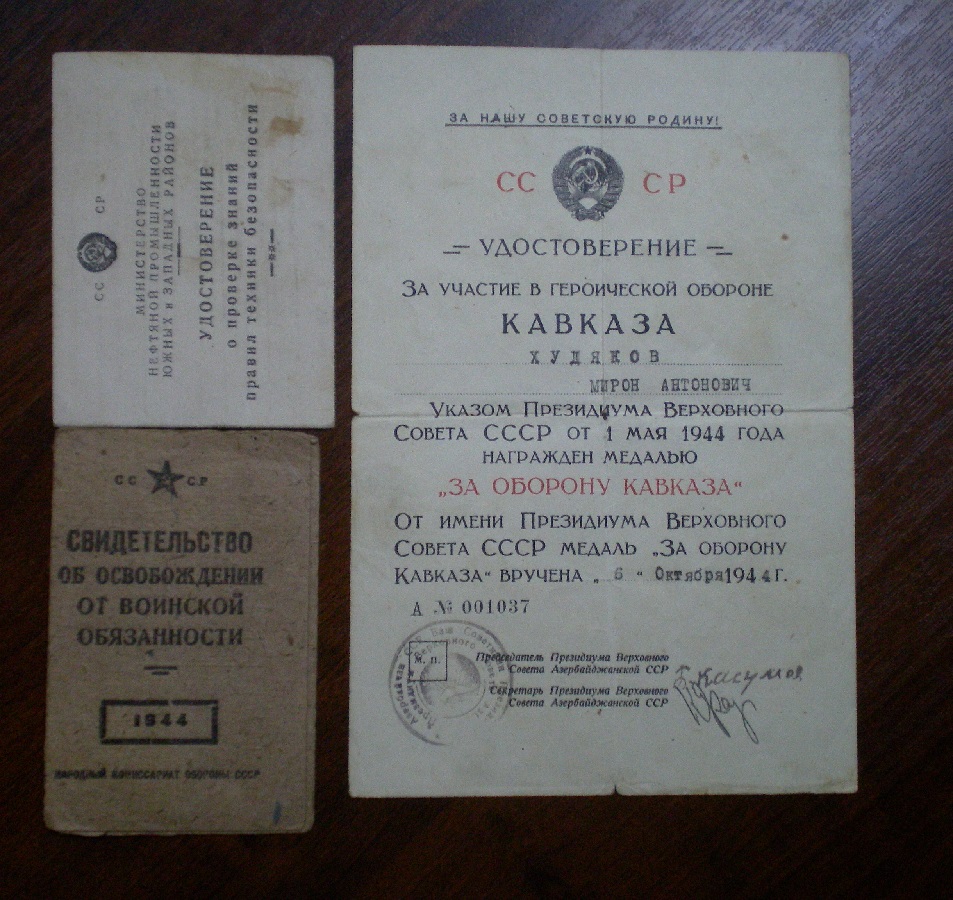 СС СР
МИНИСТЕРСТВО
НЕФТЯНОЙ ПРОМЫШЛЕННОСТИ
ЮЖНЫХ и ЗАПАДНЫХ РАЙОНОВ
УДОСТОВЕРЕНИЕ
о проверке знаний
правил техники безопасности
СС СР
СВИДЕТЕЛЬСТВО
ОБ ОСВОБОЖДЕНИИ
ОТ ВОИНСКОЙ
ОБЯЗАННОСТИ
1944
НАРОДНЫЙ КОМИССАРИАТ ОБОРОНЫ СССР
ЗА НАШУ СОВЕТСКУЮ РОДИНУ!
СС СР
УДОСТОВЕРЕНИЕ
ЗА УЧАСТИЕ В ГЕРОИЧЕСКОЙ ОБОРОНЕ
КАВКАЗА
ХУДЯКОВ
МИРОН АНТОНОВИЧ
УКАЗОМ ПРЕЗИДИУМА ВЕРХОВНОГО
СОВЕТА СССР ОТ 1 МАЯ 1944 ГОДА
НАГРАЖДЕН МЕДАЛЬЮ
„ЗА ОБОРОНУ КАВКАЗА“
ОТ ИМЕНИ ПРЕЗИДИУМА ВЕРХОВНОГО
СОВЕТА СССР МЕДАЛЬ „ЗА ОБОРОНУ
КАВКАЗА“ ВРУЧЕНА „ 6 “ Октября 1944 г.
А № 001037
М. П.
Председатель Президиума Верховного
Совета Азербайджанской ССР
Касумов
Секретарь Президиума Верховного
Совета Азербайджанской ССР